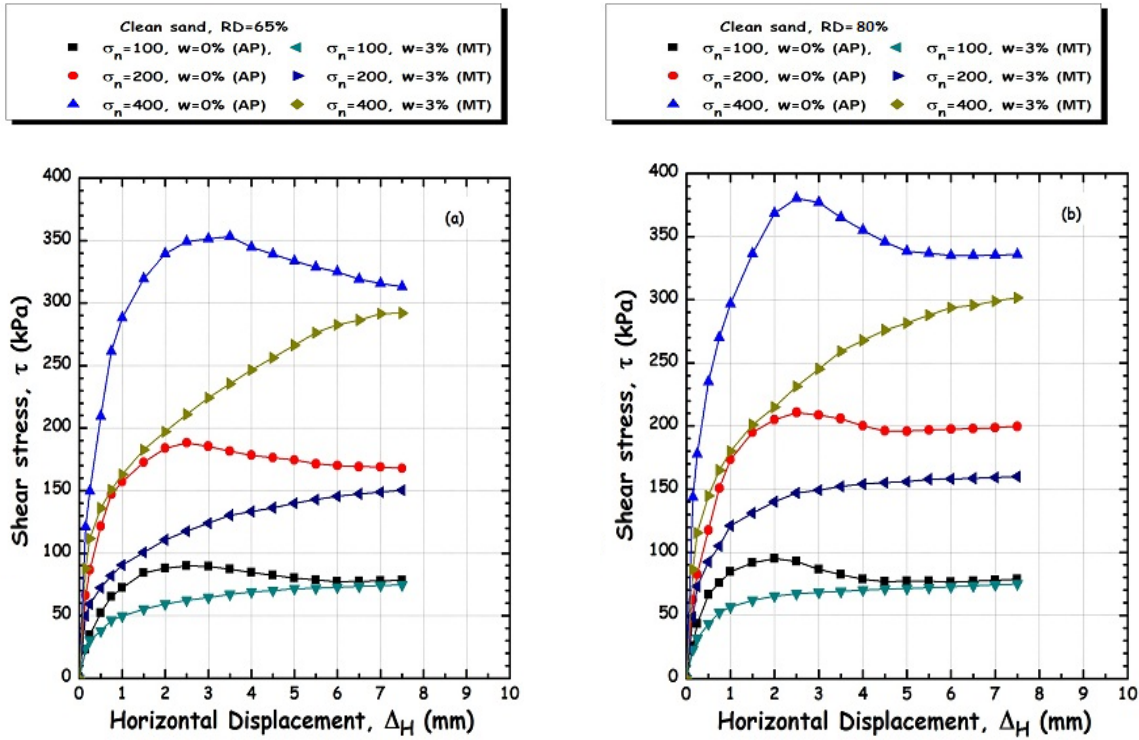 Clean sand, RD=65%
σn=100, w=0% (AP), σn=100, w=3% (MT)
σn=200, w=0% (AP) σn=200, w=3% (MT)
σn=400, w=0% (AP) σn=400, w=3% (MT)
Clean sand, RD=80%
σn=100, w=0% (AP), σn=100, w=3% (MT)
σn=200, w=0% (AP) σn=200, w=3% (MT)
σn=400, w=0% (AP) σn=400, w=3% (MT)
(a)
Shear stress, τ (kPa)
400
350
300
250
200
150
100
50
0
0 1 2 3 4 5 6 7 8 9 10
Horizontal Displacement, ΔH (mm)
(b)
Shear stress, τ (kPa)
400
350
300
250
200
150
100
50
0
0 1 2 3 4 5 6 7 8 9 10
Horizontal Displacement, ΔH (mm)